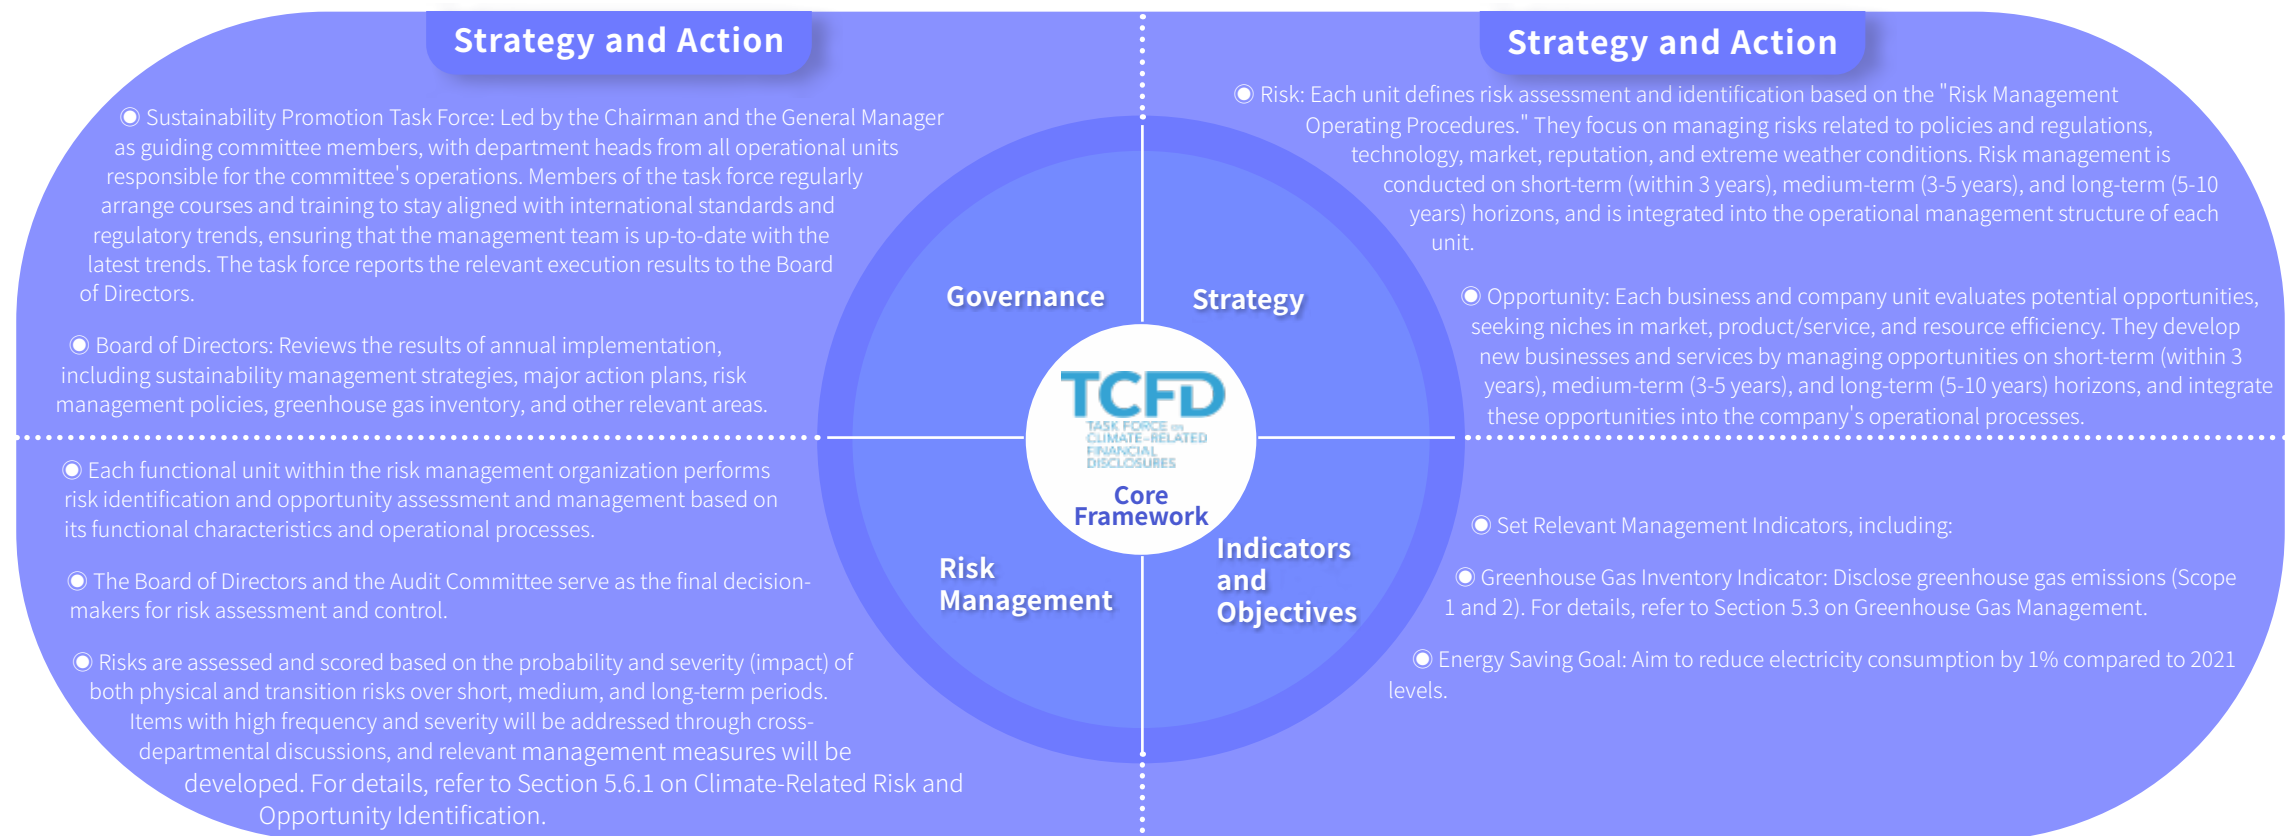 Strategy and Action
◉ Sustainability Promotion Task Force: Led by the Chairman and the General Manager
as guiding committee members, with department heads from all operational units
responsible for the committee's operations. Members of the task force regularly
arrange courses and training to stay aligned with international standards and
regulatory trends, ensuring that the management team is up-to-date with the
latest trends. The task force reports the relevant execution results to the Board
of Directors.
◉ Board of Directors: Reviews the results of annual implementation,
including sustainability management strategies, major action plans, risk
management policies, greenhouse gas inventory, and other relevant areas.
Strategy and Action
◉ Risk: Each unit defines risk assessment and identification based on the "Risk Management
Operating Procedures." They focus on managing risks related to policies and regulations,
technology, market, reputation, and extreme weather conditions. Risk management is
conducted on short-term (within 3 years), medium-term (3-5 years), and long-term (5-10
years) horizons, and is integrated into the operational management structure of each
unit.
◉ Opportunity: Each business and company unit evaluates potential opportunities,
seeking niches in market, product/service, and resource efficiency. They develop
new businesses and services by managing opportunities on short-term (within 3
years), medium-term (3-5 years), and long-term (5-10 years) horizons, and integrate
these opportunities into the company's operational processes.
Governance
Strategy
TCFD
TASK FORCE on
CLIMATE-RELATED
FINANCIAL
DISCLOSURES
Core
Framework
Risk
Management
Indicators
and
Objectives
◉ Each functional unit within the risk management organization performs
risk identification and opportunity assessment and management based on
its functional characteristics and operational processes.
◉ The Board of Directors and the Audit Committee serve as the final decision-
makers for risk assessment and control.
◉ Risks are assessed and scored based on the probability and severity (impact) of
both physical and transition risks over short, medium, and long-term periods.
Items with high frequency and severity will be addressed through cross-
departmental discussions, and relevant management measures will be
developed. For details, refer to Section 5.6.1 on Climate-Related Risk and
Opportunity Identification.
◉ Set Relevant Management Indicators, including:
◉ Greenhouse Gas Inventory Indicator: Disclose greenhouse gas emissions (Scope
1 and 2). For details, refer to Section 5.3 on Greenhouse Gas Management.
◉ Energy Saving Goal: Aim to reduce electricity consumption by 1% compared to 2021
levels.